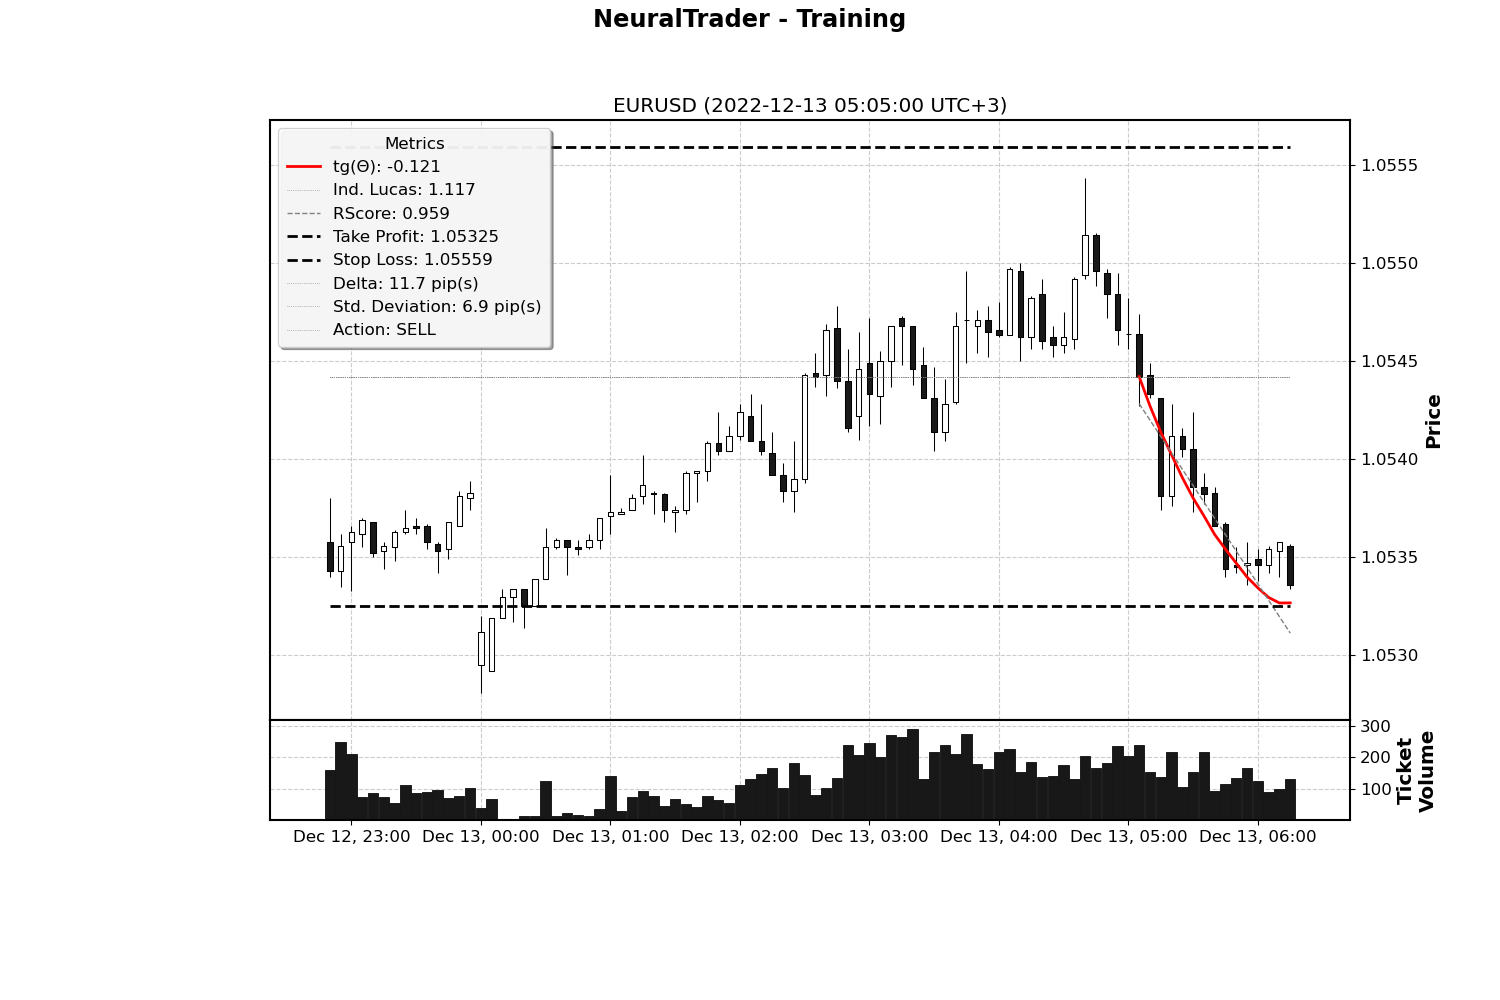 NeuralTrader - Training
EURUSD (2022-12-13 05:05:00 UTC+3)
Metrics
tg(Θ): -0.121
Ind. Lucas: 1.117
RScore: 0.959
Take Profit: 1.05325
Stop Loss: 1.05559
Delta: 11.7 pip(s)
Std. Deviation: 6.9 pip(s)
Action: SELL
1.0555
1.0550
1.0545
1.0540
1.0535
1.0530
Price
300
200
100
Ticket
Volume
Dec 12, 23:00
Dec 13, 00:00
Dec 13, 01:00
Dec 13, 02:00
Dec 13, 03:00
Dec 13, 04:00
Dec 13, 05:00
Dec 13, 06:00